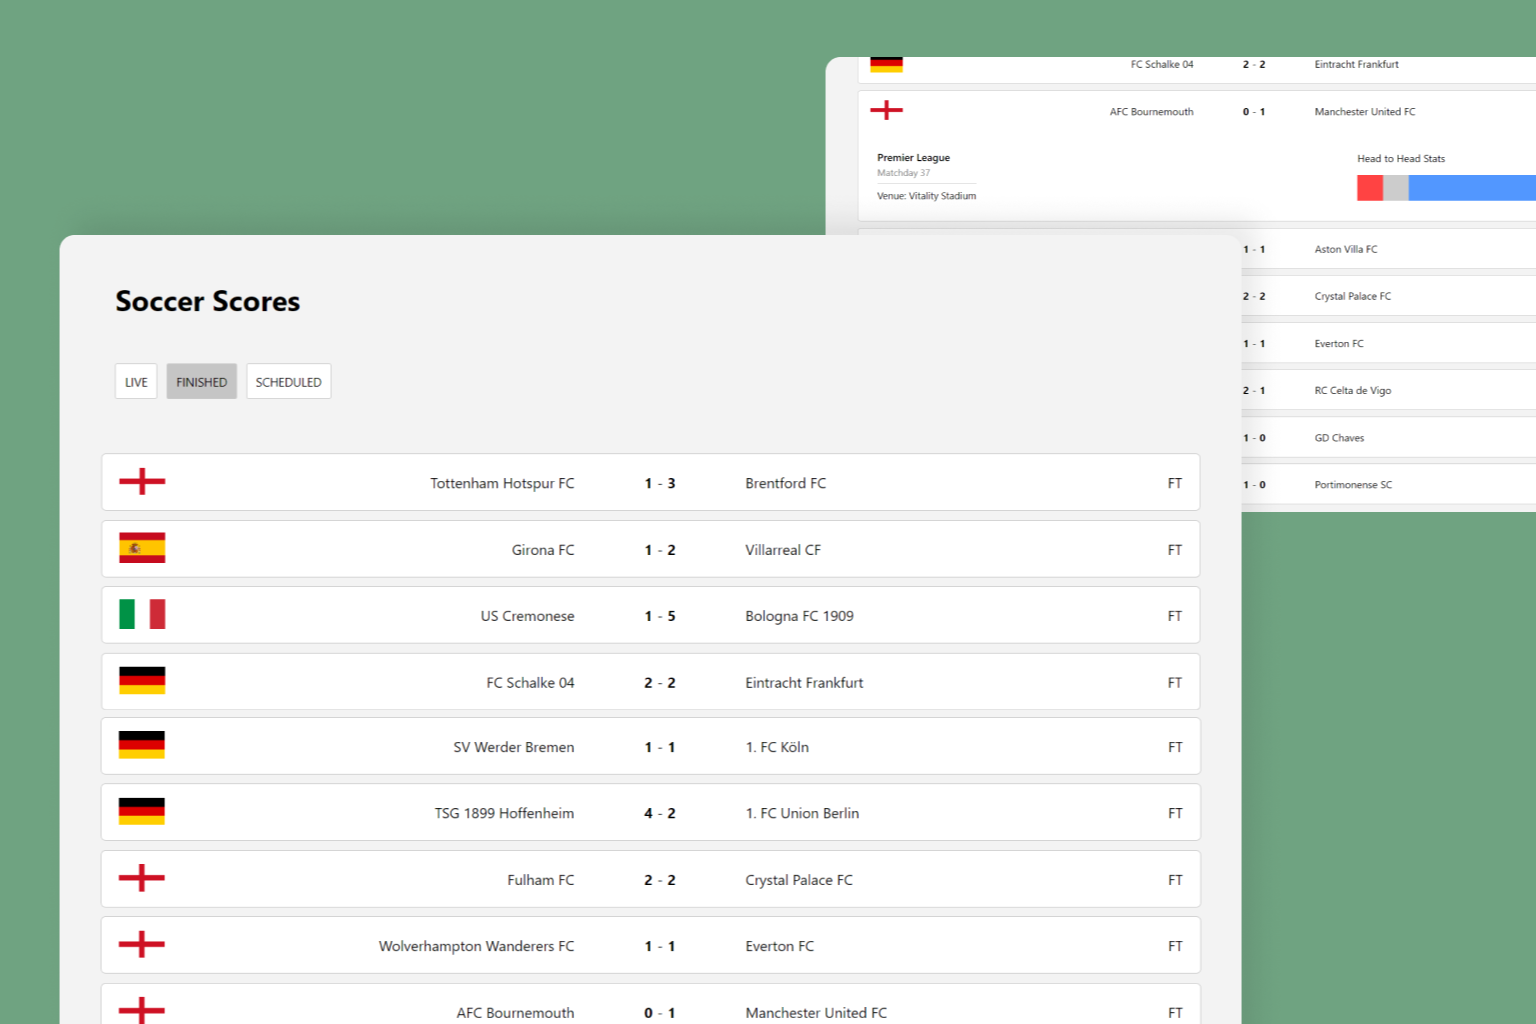 FC Schalke 04 2 - 2 Eintracht Frankfurt
AFC Bournemouth 0 - 1 Manchester United FC
Premier League
Matchday 37
Venue: Vitality Stadium
Head to Head Stats
1 - 1 Aston Villa FC
2 - 2 Crystal Palace FC
1 - 1 Everton FC
2 - 1 RC Celta de Vigo
1 - 0 GD Chaves
1 - 0 Portimonense SC
Soccer Scores
LIVE FINISHED SCHEDULED
Tottenham Hotspur FC 1 - 3 Brentford FC FT
Girona FC 1 - 2 Villarreal CF FT
US Cremonese 1 - 5 Bologna FC 1909 FT
FC Schalke 04 2 - 2 Eintracht Frankfurt FT
SV Werder Bremen 1 - 1 1. FC Köln FT
TSG 1899 Hoffenheim 4 - 2 1. FC Union Berlin FT
Fulham FC 2 - 2 Crystal Palace FC FT
Wolverhampton Wanderers FC 1 - 1 Everton FC FT
AFC Bournemouth 0 - 1 Manchester United FC FT